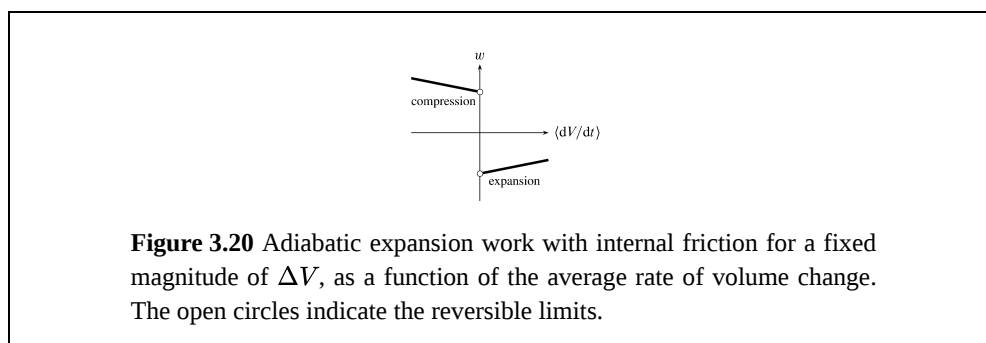 w
compression
⟨dV/dt⟩
expansion
Figure 3.20 Adiabatic expansion work with internal friction for a fixed
magnitude of ΔV, as a function of the average rate of volume change.
The open circles indicate the reversible limits.